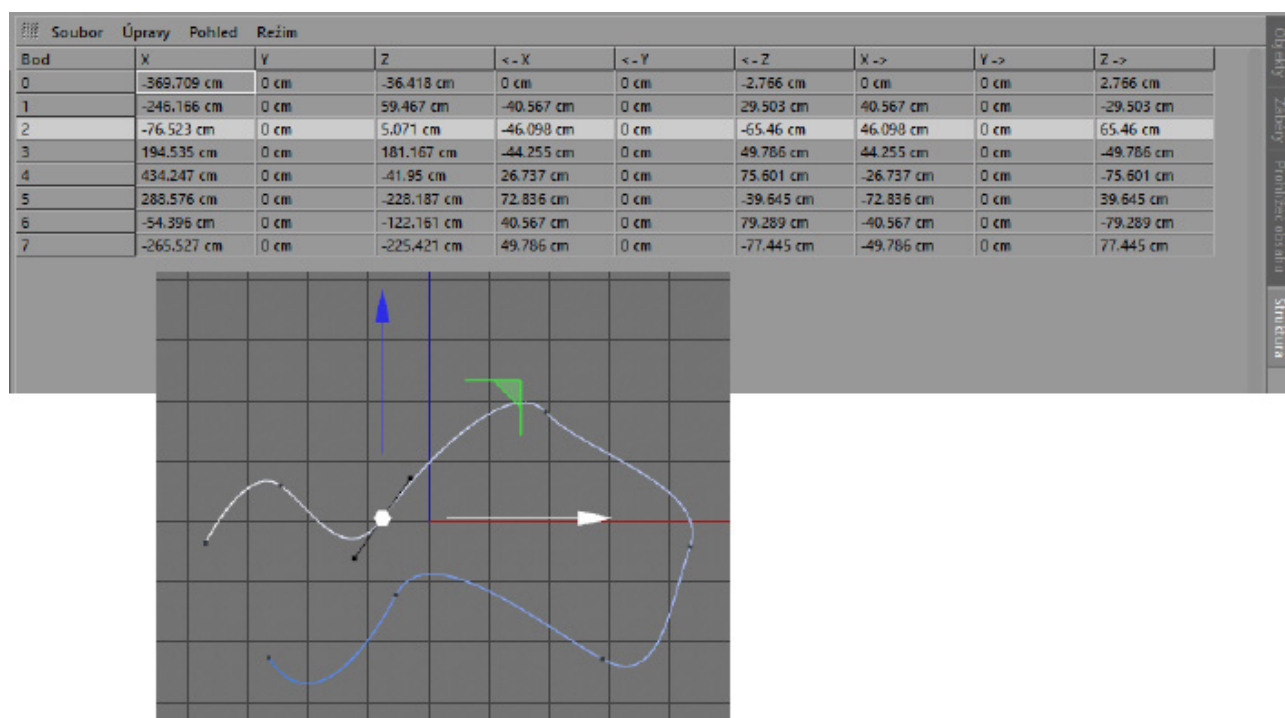 Soubor Úpravy Pohled Režim
Bod X Y Z <-X <-Y <-Z X-> Y-> Z->
0 -369.709 cm 0 cm -36.418 cm 0 cm 0 cm -2.766 cm 0 cm 0 cm 2.766 cm
1 -246.166 cm 0 cm 59.467 cm -40.567 cm 0 cm 29.503 cm 40.567 cm 0 cm -29.503 cm
2 -76.523 cm 0 cm 5.071 cm -46.098 cm 0 cm -65.46 cm 46.098 cm 0 cm 65.46 cm
3 194.535 cm 0 cm 181.167 cm -44.255 cm 0 cm 49.786 cm 44.255 cm 0 cm -49.786 cm
4 434.247 cm 0 cm -41.95 cm 26.737 cm 0 cm 75.601 cm -26.737 cm 0 cm -75.601 cm
5 288.576 cm 0 cm -228.187 cm 72.836 cm 0 cm -39.645 cm -72.836 cm 0 cm 39.645 cm
6 -54.396 cm 0 cm -122.161 cm 40.567 cm 0 cm 79.289 cm -40.567 cm 0 cm -79.289 cm
7 -265.527 cm 0 cm -225.421 cm 49.786 cm 0 cm -77.445 cm -49.786 cm 0 cm 77.445 cm
Objekty
Záběry
Prohlížeč obsahu
Struktura